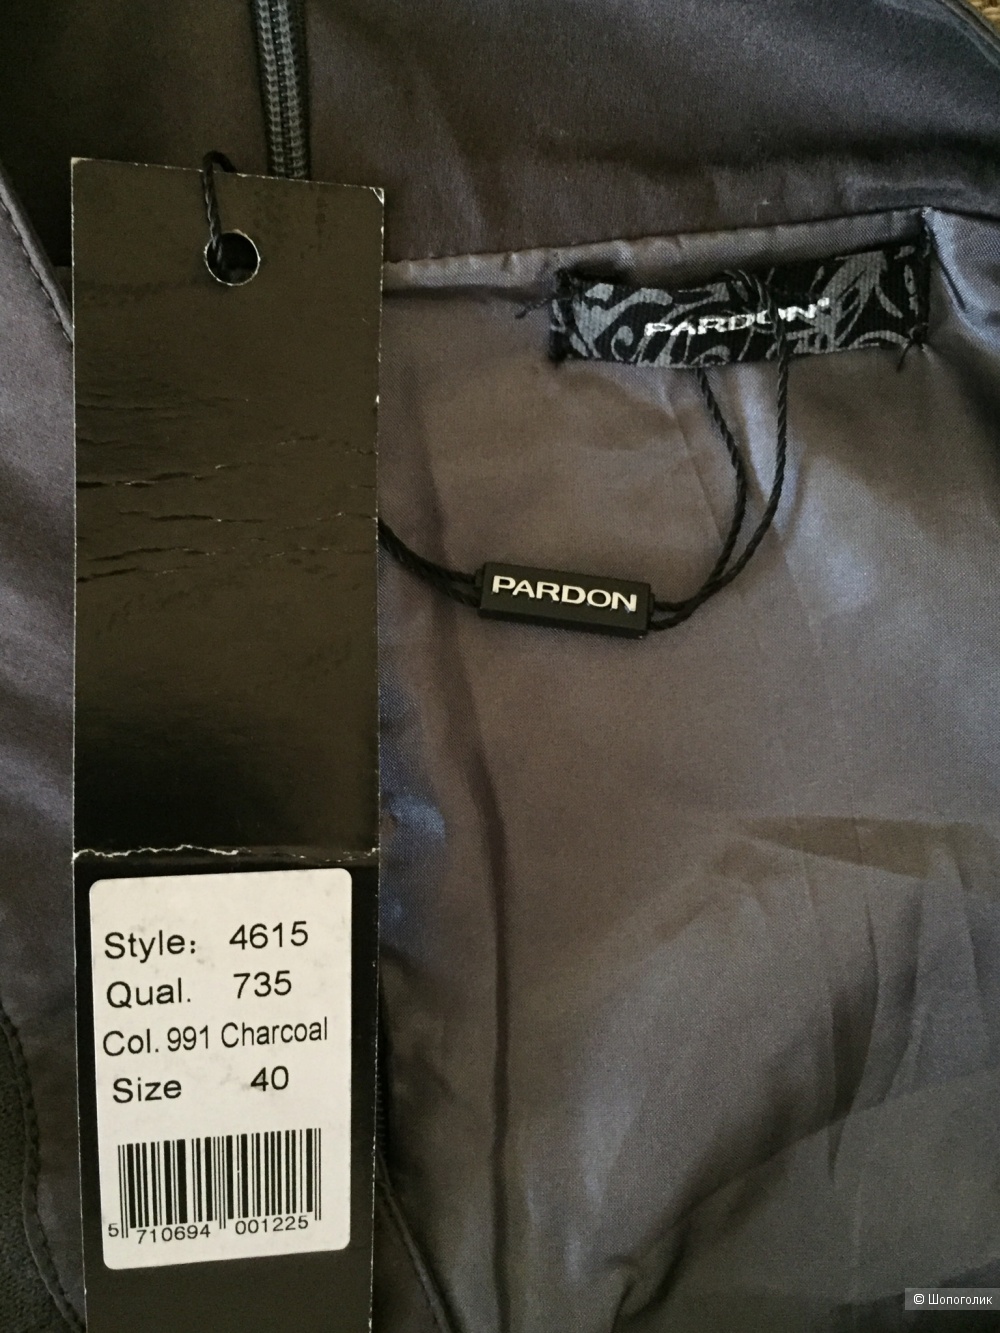 PARDON®
PARDON
Style: 4615
Qual. 735
Col. 991 Charcoal
Size 40
5 710694 001225
© Шопоголик